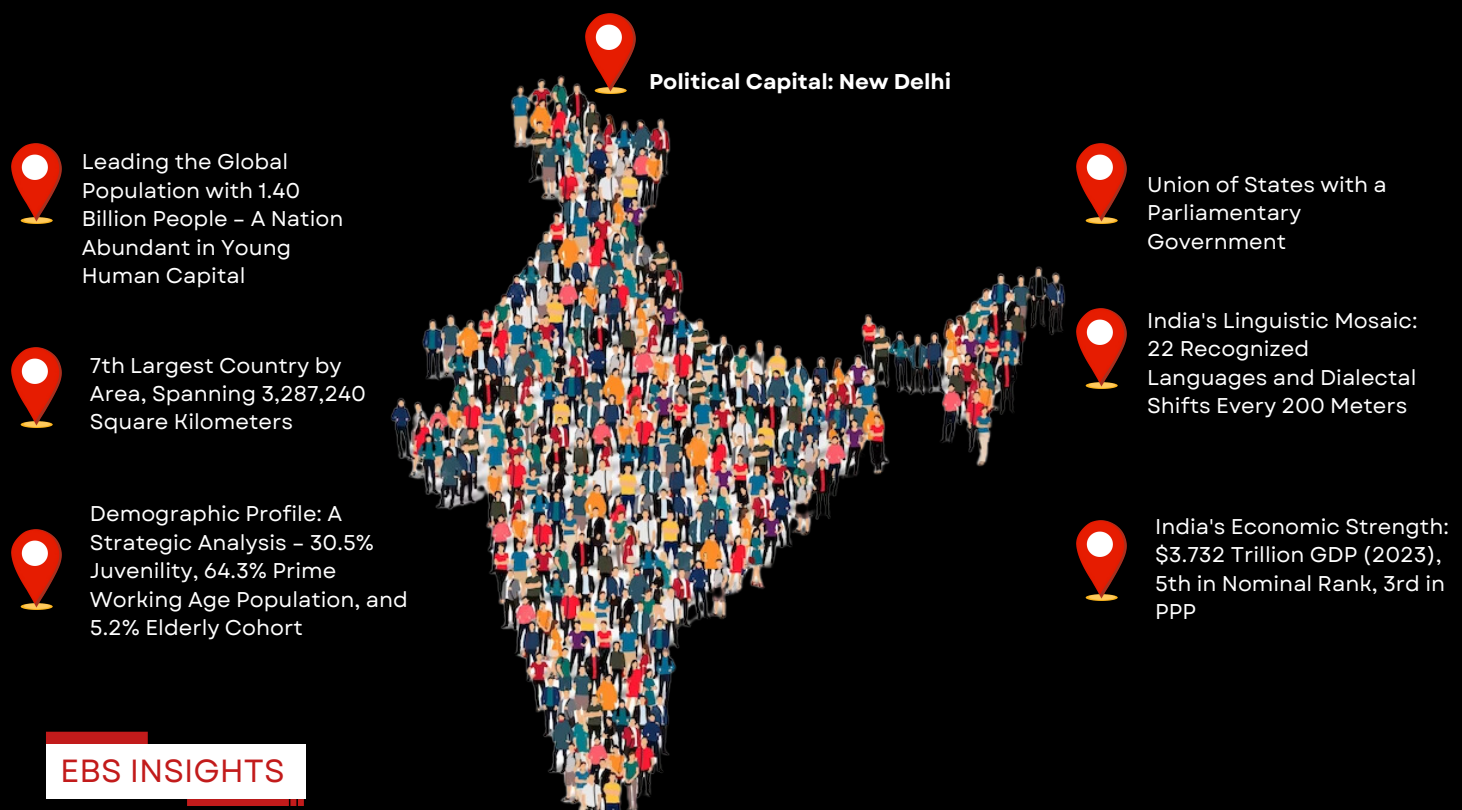 Political Capital: New Delhi
Leading the Global
Population with 1.40
Billion People – A Nation
Abundant in Young
Human Capital
7th Largest Country by
Area, Spanning 3,287,240
Square Kilometers
Demographic Profile: A
Strategic Analysis – 30.5%
Juvenility, 64.3% Prime
Working Age Population, and
5.2% Elderly Cohort
Union of States with a
Parliamentary
Government
India's Linguistic Mosaic:
22 Recognized
Languages and Dialectal
Shifts Every 200 Meters
India's Economic Strength:
$3.732 Trillion GDP (2023),
5th in Nominal Rank, 3rd in
PPP
EBS INSIGHTS